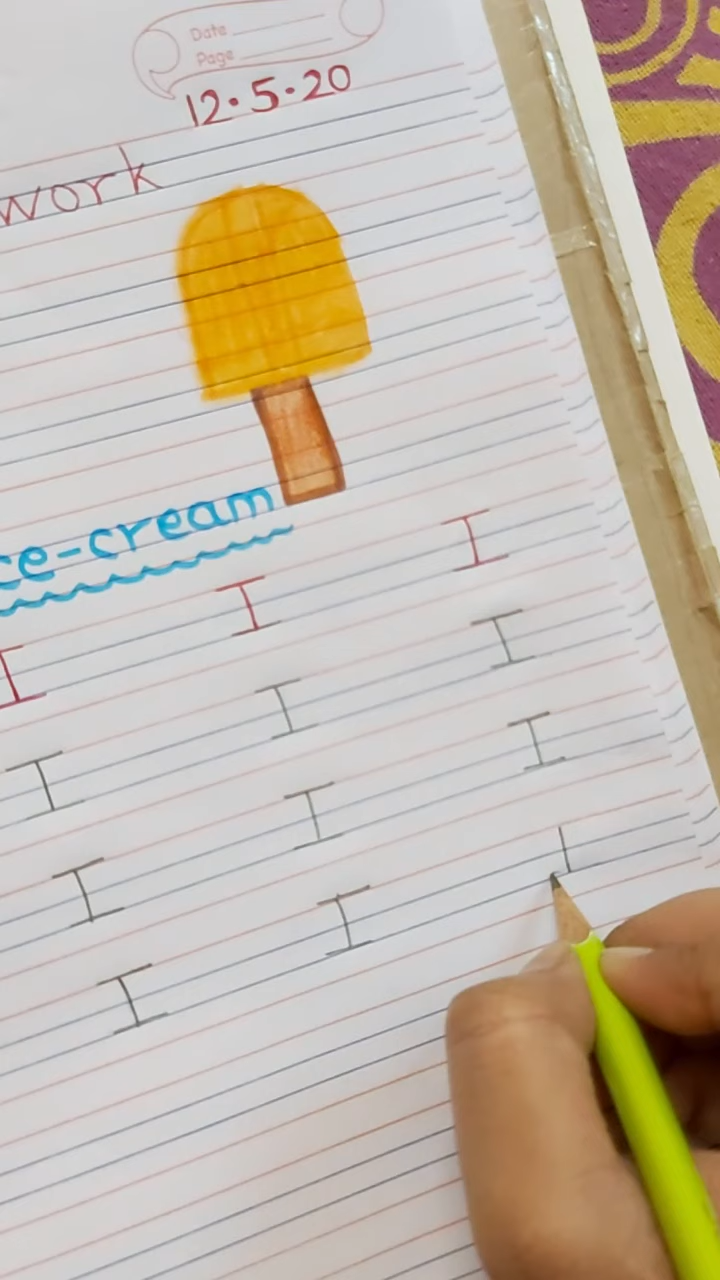 Date
Page
12.5.20
work
ce-cream
I I I
I I I
I I I
I I